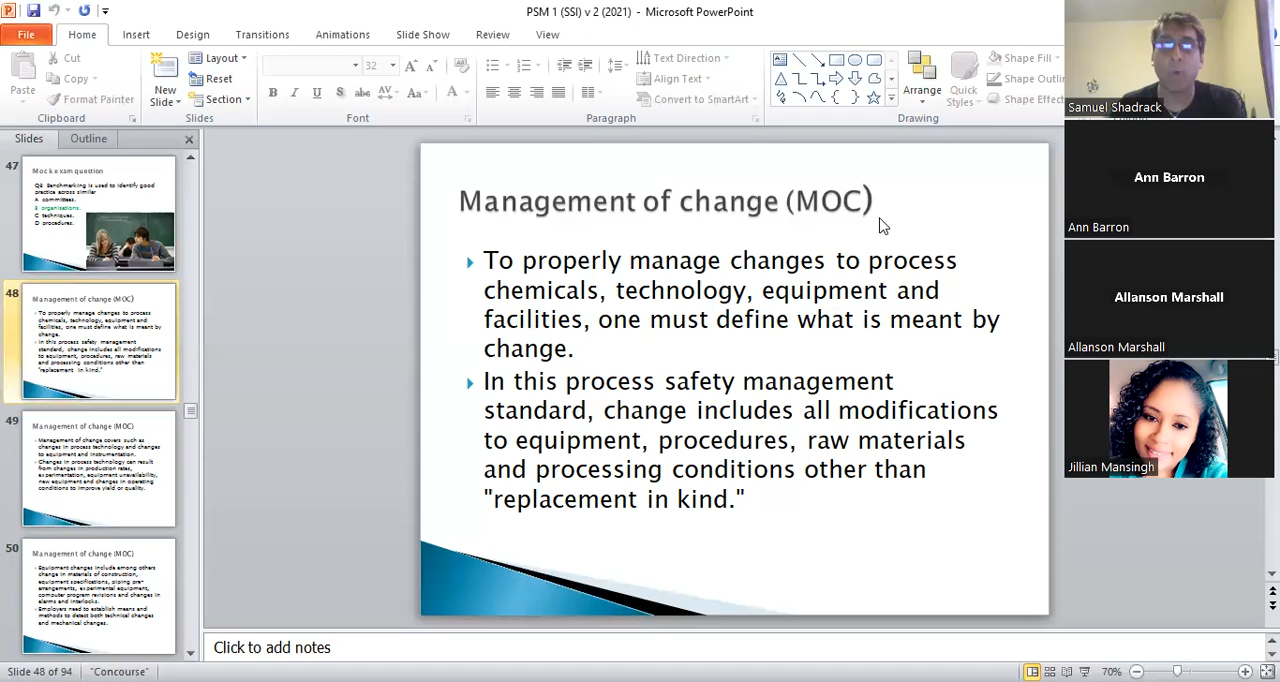 PSM 1 (SSI) v 2 (2021) - Microsoft PowerPoint
File Home Insert Design Transitions Animations Slide Show Review View
Paste
Cut
Copy
Format Painter
Clipboard
New
Slide
Layout
Reset
Section
Slides
32
Font
Paragraph
Text Direction
Align Text
Convert to SmartArt
Arrange
Quick
Styles
Shape Fill
Shape Outli
Shape Effect
Drawing
Slides Outline
47
Mock exam question
Q8 Benchmarking is used to identify good
practice across similar
A committees.
B organisations.
C techniques.
D procedures.
48
Management of change (MOC)
To properly manage changes to process
chemicals, technology, equipment and
facilities, one must define what is meant by
change.
In this process safety management
standard, change includes all modifications
to equipment, procedures, raw materials
and processing conditions other than
"replacement in kind."
49
Management of change (MOC)
Management of change covers such as
changes in process technology and changes
to equipment and instrumentation.
Changes in process technology can result
from changes in production rates,
experimentation, equipment unavailability,
new equipment and changes in operating
conditions to improve yield or quality.
50
Management of change (MOC)
Equipment changes include among others
change in materials of construction,
equipment specifications, piping pre-
arrangements, experimental equipment,
computer program revisions and changes in
alarms and interlocks.
Employers need to establish means and
methods to detect both technical changes
and mechanical changes.
Management of change (MOC)
To properly manage changes to process
chemicals, technology, equipment and
facilities, one must define what is meant by
change.
In this process safety management
standard, change includes all modifications
to equipment, procedures, raw materials
and processing conditions other than
"replacement in kind."
Click to add notes
Slide 48 of 94 "Concourse" 70%
Samuel Shadrack
Ann Barron
Ann Barron
Allanson Marshall
Allanson Marshall
Jillian Mansingh